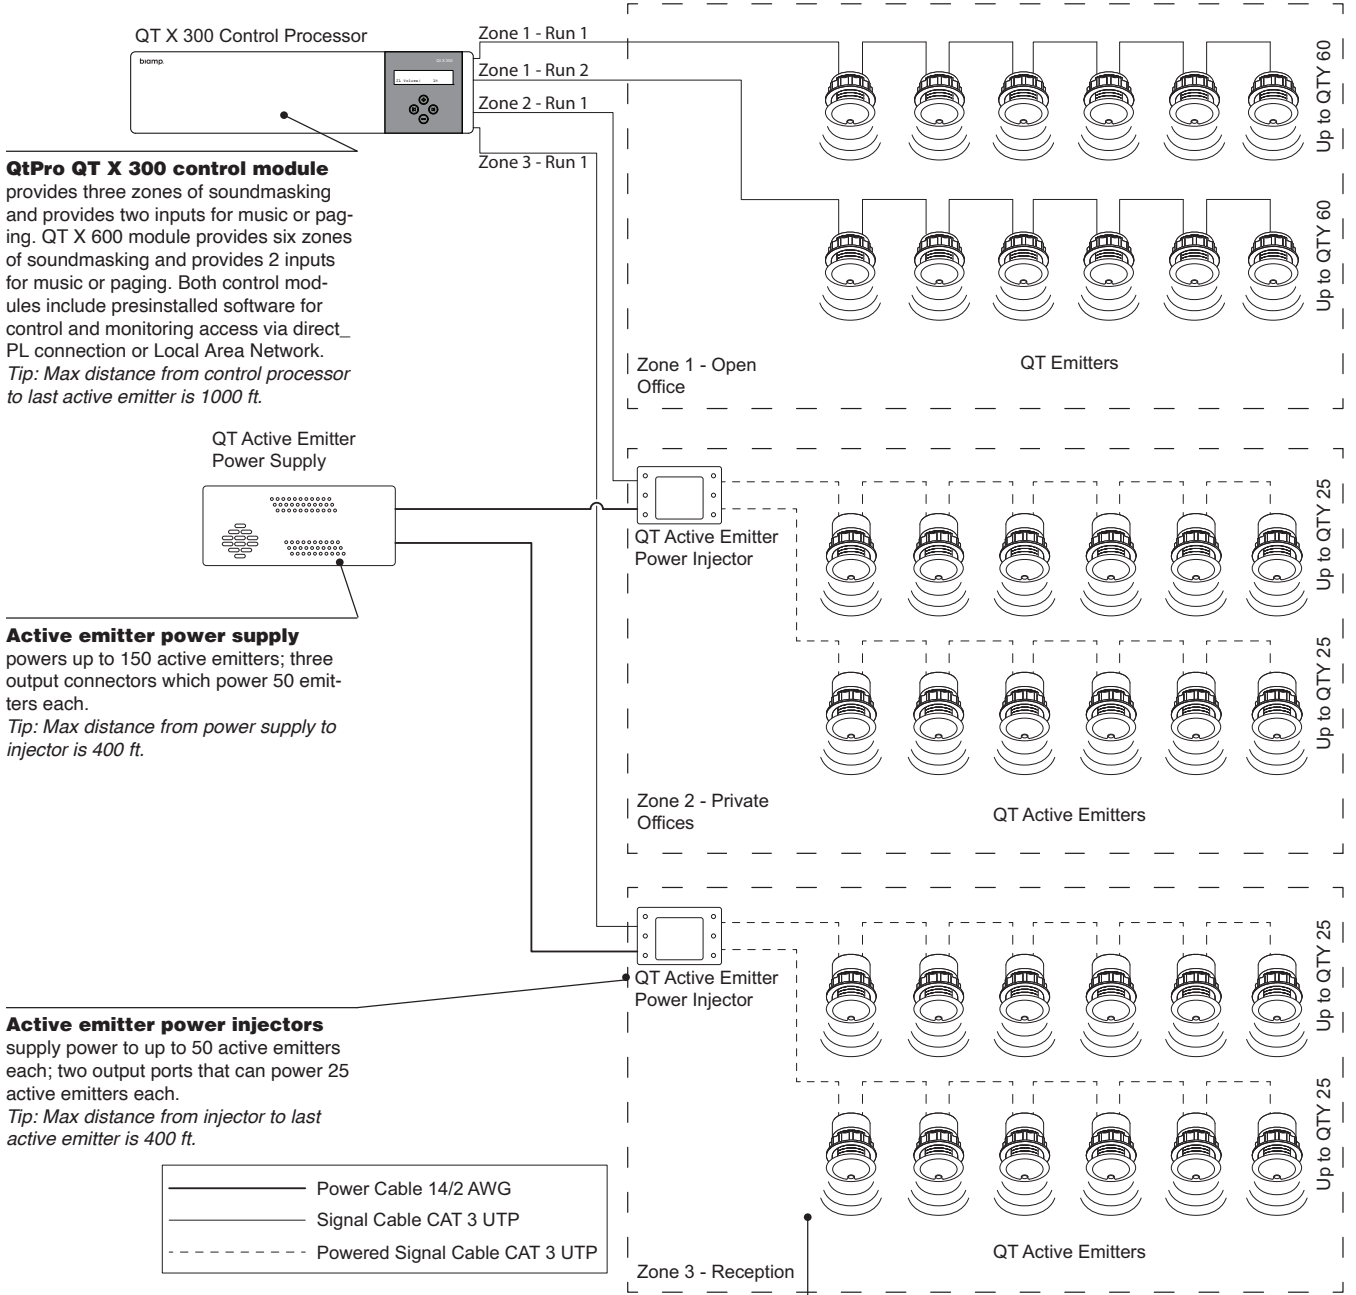 QT X 300 Control Processor
biamp.
Zone 1 - Run 1
Zone 1 - Run 2
Zone 2 - Run 1
Zone 3 - Run 1
QtPro QT X 300 control module
provides three zones of soundmasking
and provides two inputs for music or pag-
ing. QT X 600 module provides six zones
of soundmasking and provides 2 inputs
for music or paging. Both control mod-
ules include presinstalled software for
control and monitoring access via direct_
PL connection or Local Area Network.
Tip: Max distance from control processor
to last active emitter is 1000 ft.
Up to QTY 60
Up to QTY 60
Zone 1 - Open
Office
QT Emitters
QT Active Emitter
Power Supply
Active emitter power supply
powers up to 150 active emitters; three
output connectors which power 50 emit-
ters each.
Tip: Max distance from power supply to
injector is 400 ft.
QT Active Emitter
Power Injector
Up to QTY 25
Up to QTY 25
Zone 2 - Private
Offices
QT Active Emitters
QT Active Emitter
Power Injector
Up to QTY 25
Up to QTY 25
Active emitter power injectors
supply power to up to 50 active emitters
each; two output ports that can power 25
active emitters each.
Tip: Max distance from injector to last
active emitter is 400 ft.
Power Cable 14/2 AWG
Signal Cable CAT 3 UTP
Powered Signal Cable CAT 3 UTP
Zone 3 - Reception
QT Active Emitters